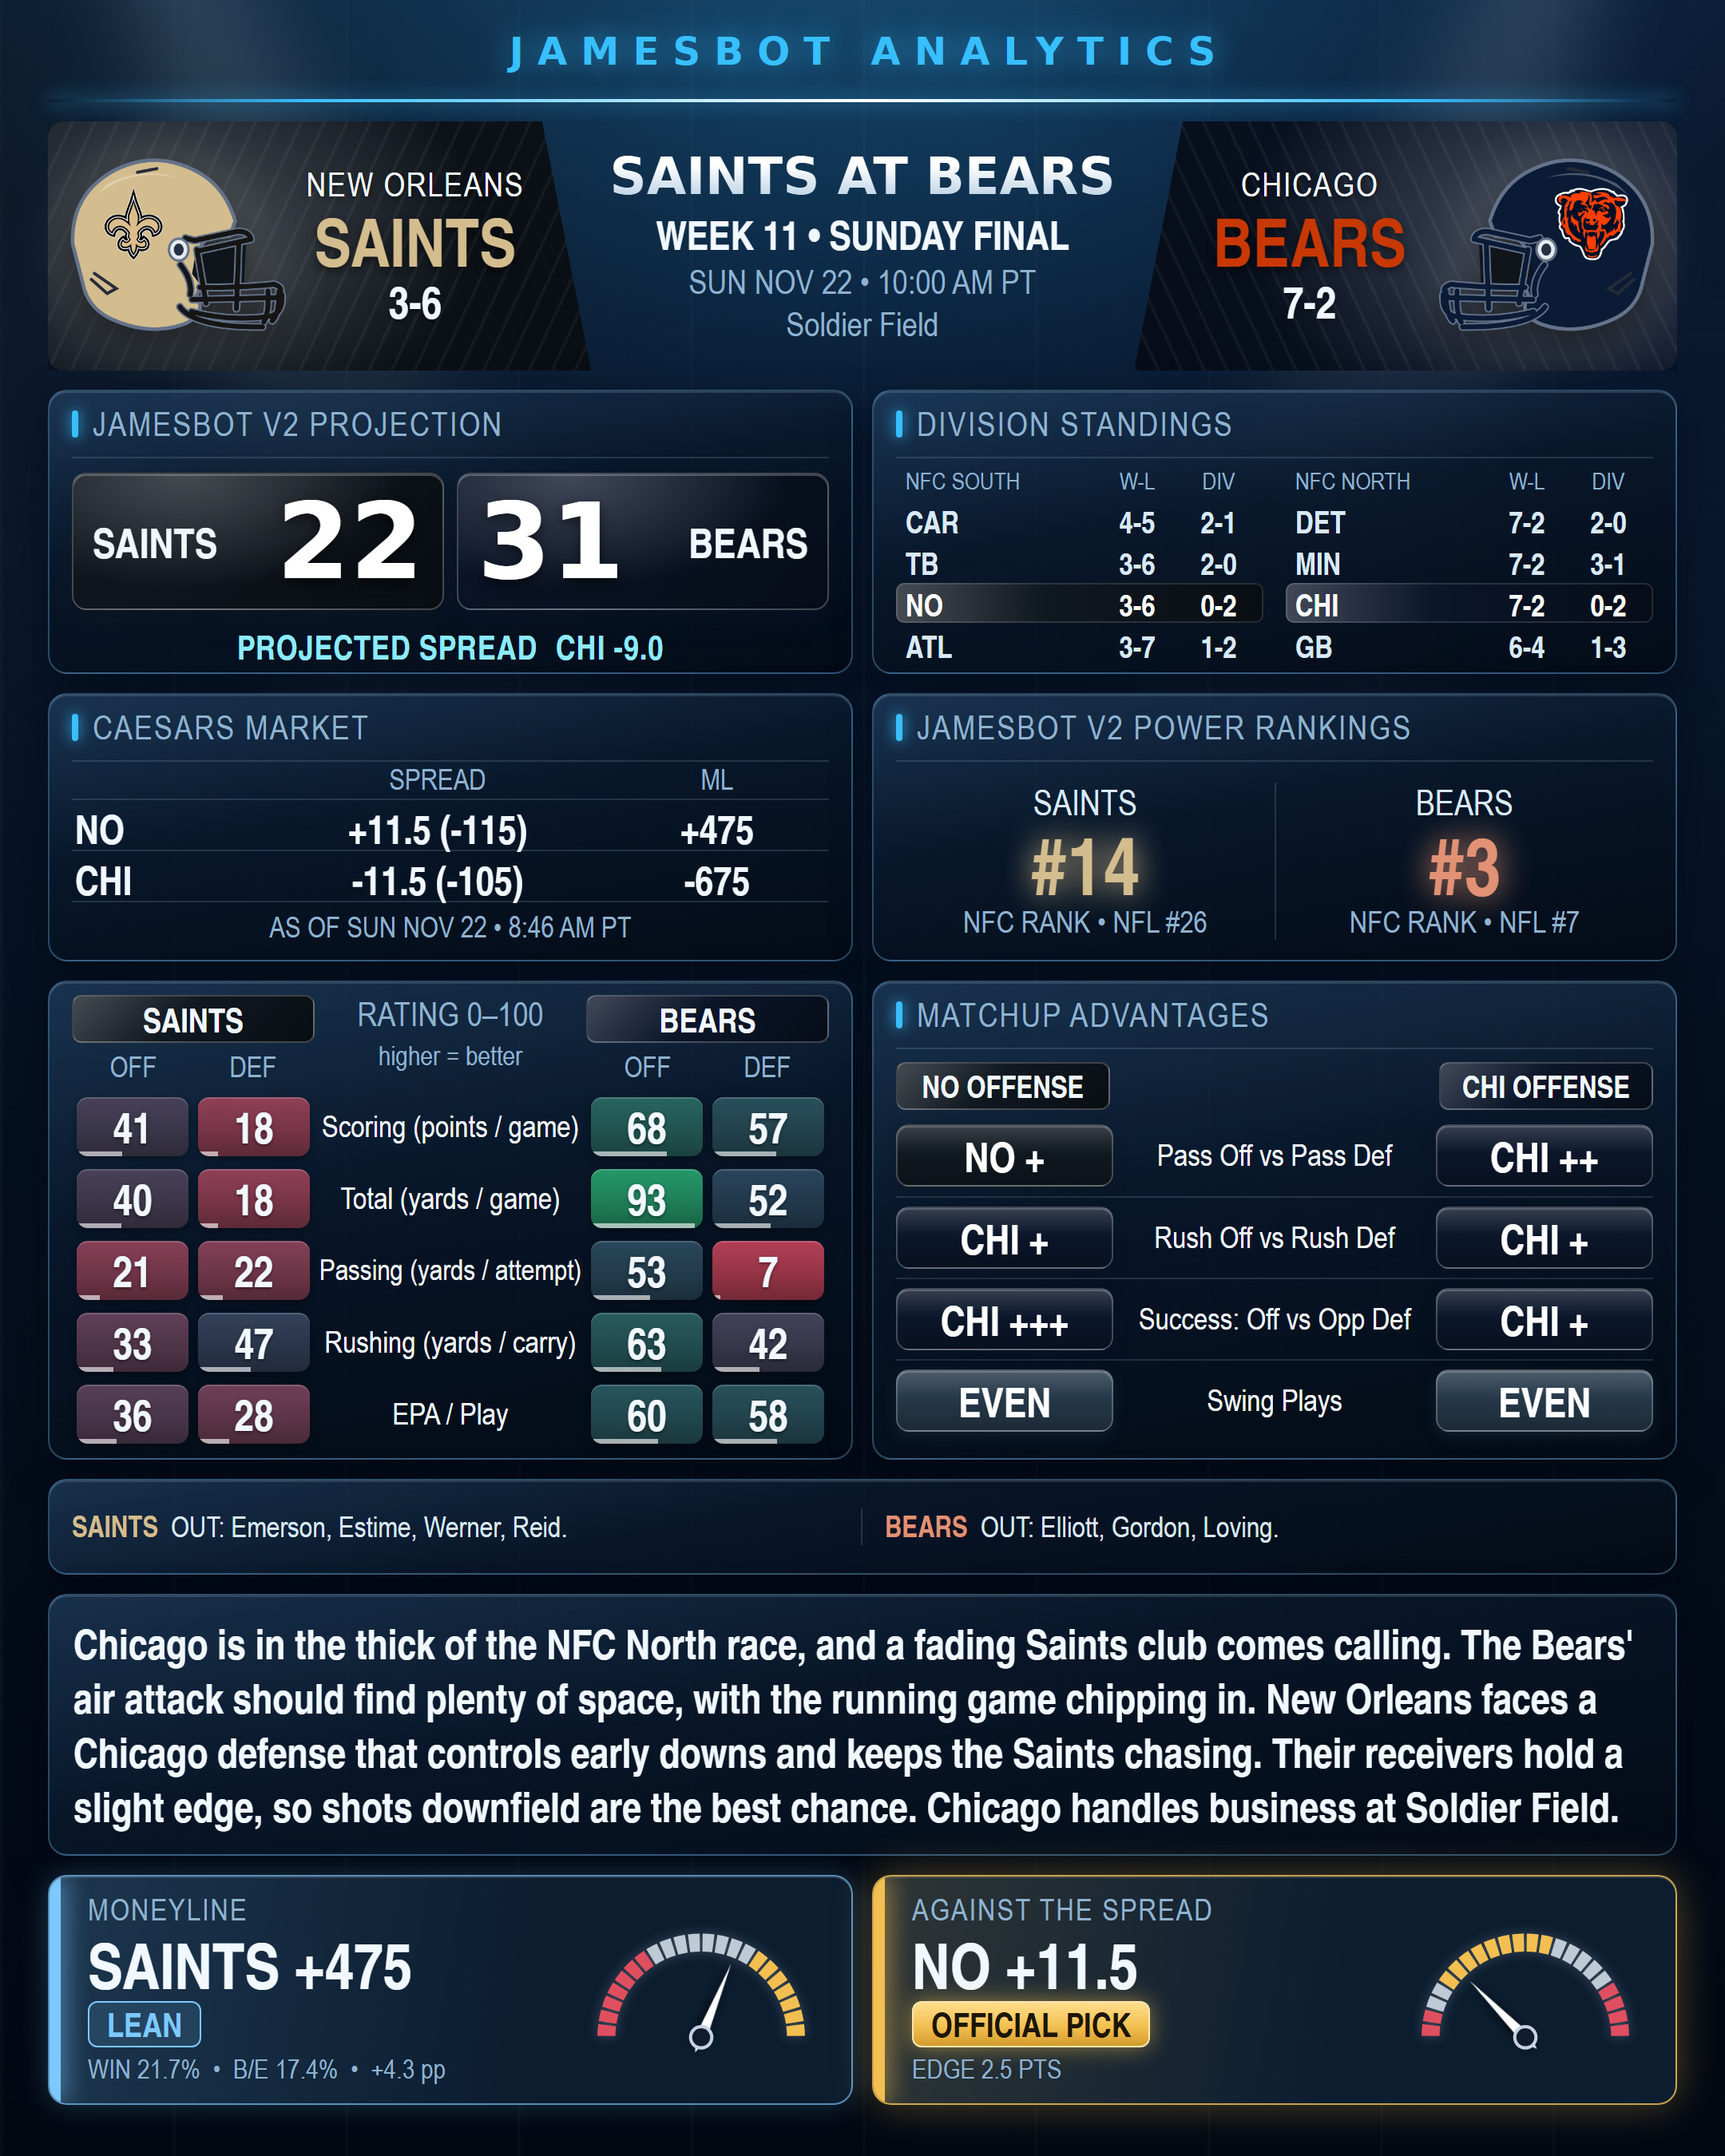 JAMESBOT ANALYTICS
NEW ORLEANS
SAINTS
3-6
SAINTS AT BEARS
WEEK 11 • SUNDAY FINAL
SUN NOV 22 • 10:00 AM PT
Soldier Field
CHICAGO
BEARS
7-2
JAMESBOT V2 PROJECTION
SAINTS 22
31 BEARS
PROJECTED SPREAD CHI -9.0
DIVISION STANDINGS
NFC SOUTH W-L DIV
CAR 4-5 2-1
TB 3-6 2-0
NO 3-6 0-2
ATL 3-7 1-2
NFC NORTH W-L DIV
DET 7-2 2-0
MIN 7-2 3-1
CHI 7-2 0-2
GB 6-4 1-3
CAESARS MARKET
SPREAD ML
NO +11.5 (-115) +475
CHI -11.5 (-105) -675
AS OF SUN NOV 22 • 8:46 AM PT
JAMESBOT V2 POWER RANKINGS
SAINTS
#14
NFC RANK • NFL #26
BEARS
#3
NFC RANK • NFL #7
SAINTS RATING 0–100 BEARS
OFF DEF higher = better OFF DEF
41 18 Scoring (points / game) 68 57
40 18 Total (yards / game) 93 52
21 22 Passing (yards / attempt) 53 7
33 47 Rushing (yards / carry) 63 42
36 28 EPA / Play 60 58
MATCHUP ADVANTAGES
NO OFFENSE CHI OFFENSE
NO + Pass Off vs Pass Def CHI ++
CHI + Rush Off vs Rush Def CHI +
CHI +++ Success: Off vs Opp Def CHI +
EVEN Swing Plays EVEN
SAINTS OUT: Emerson, Estime, Werner, Reid.
BEARS OUT: Elliott, Gordon, Loving.
Chicago is in the thick of the NFC North race, and a fading Saints club comes calling. The Bears'
air attack should find plenty of space, with the running game chipping in. New Orleans faces a
Chicago defense that controls early downs and keeps the Saints chasing. Their receivers hold a
slight edge, so shots downfield are the best chance. Chicago handles business at Soldier Field.
MONEYLINE
SAINTS +475
LEAN
WIN 21.7% • B/E 17.4% • +4.3 pp
AGAINST THE SPREAD
NO +11.5
OFFICIAL PICK
EDGE 2.5 PTS